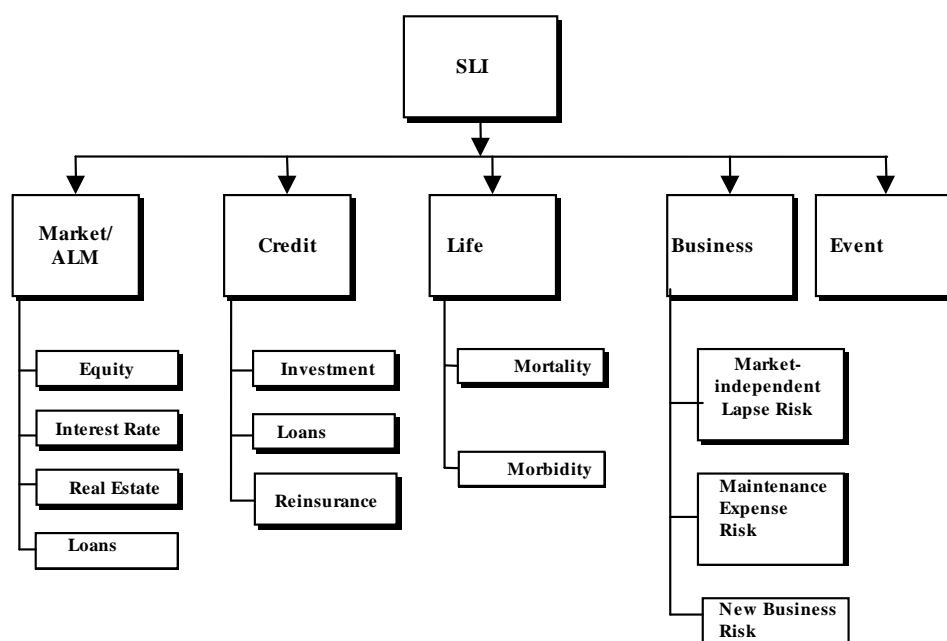 SLI
Market/
ALM
Credit
Life
Business
Event
Equity
Interest Rate
Real Estate
Loans
Investment
Loans
Reinsurance
Mortality
Morbidity
Market-
independent
Lapse Risk
Maintenance
Expense
Risk
New Business
Risk